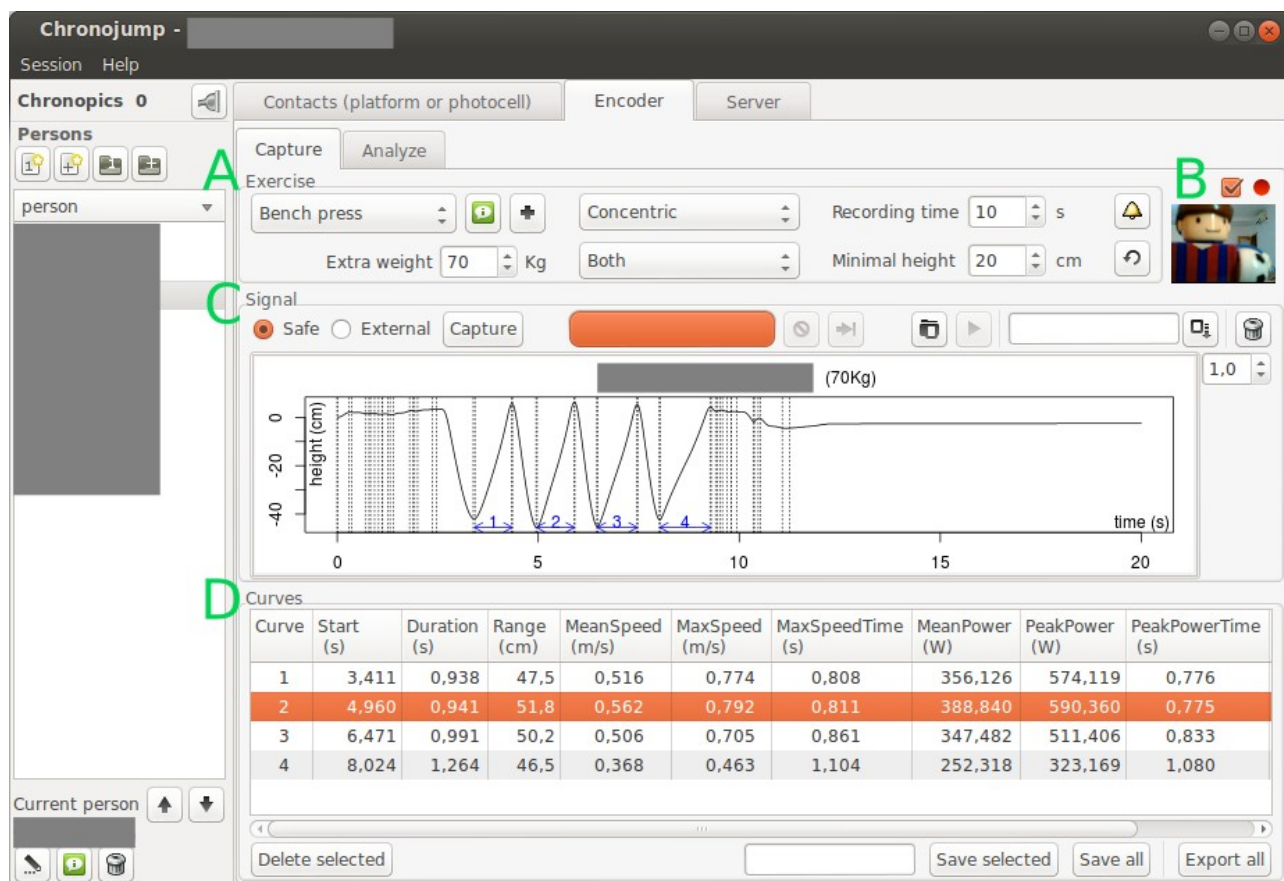 Chronojump -
Session Help
Chronopics 0
Contacts (platform or photocell) Encoder Server
Persons
Capture Analyze
A
B
Exercise
person
Bench press Concentric Recording time 10 s
Extra weight 70 Kg Both Minimal height 20 cm
C
Signal
Safe External Capture
1,0
(70Kg)
height (cm)
0
-20
-40
1 2 3 4
time (s)
0 5 10 15 20
D
Curves
Curve Start (s) Duration (s) Range (cm) MeanSpeed (m/s) MaxSpeed (m/s) MaxSpeedTime (s) MeanPower (W) PeakPower (W) PeakPowerTime (s)
1 3,411 0,938 47,5 0,516 0,774 0,808 356,126 574,119 0,776
2 4,960 0,941 51,8 0,562 0,792 0,811 388,840 590,360 0,775
3 6,471 0,991 50,2 0,506 0,705 0,861 347,482 511,406 0,833
4 8,024 1,264 46,5 0,368 0,463 1,104 252,318 323,169 1,080
Current person
Delete selected Save selected Save all Export all